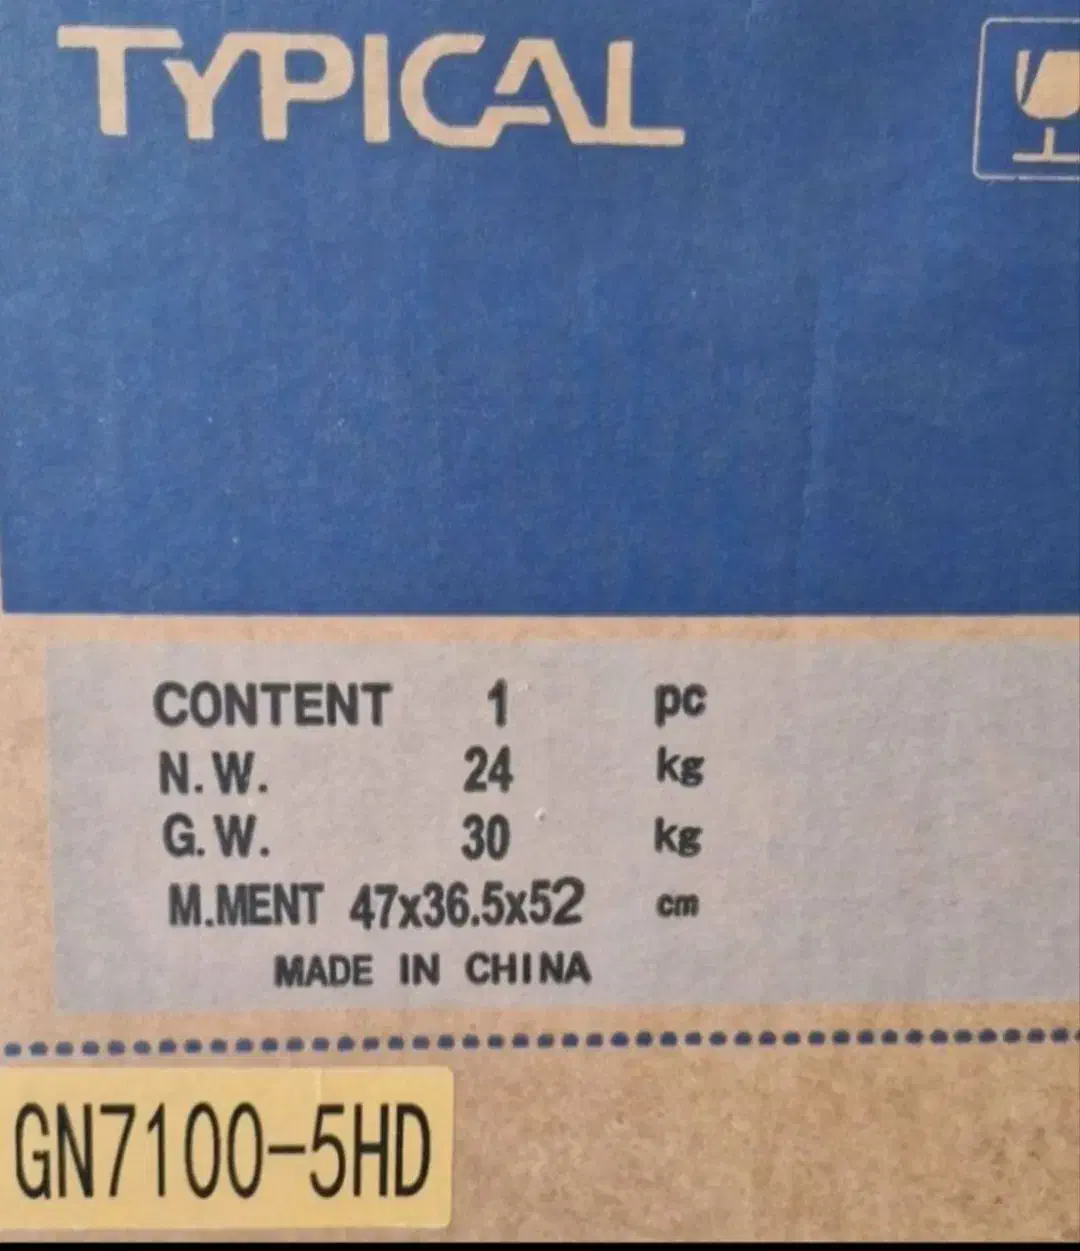 TYPICAL
CONTENT 1 pc
N.W. 24 kg
G.W. 30 kg
M.MENT 47x36.5x52 cm
MADE IN CHINA
GN7100-5HD